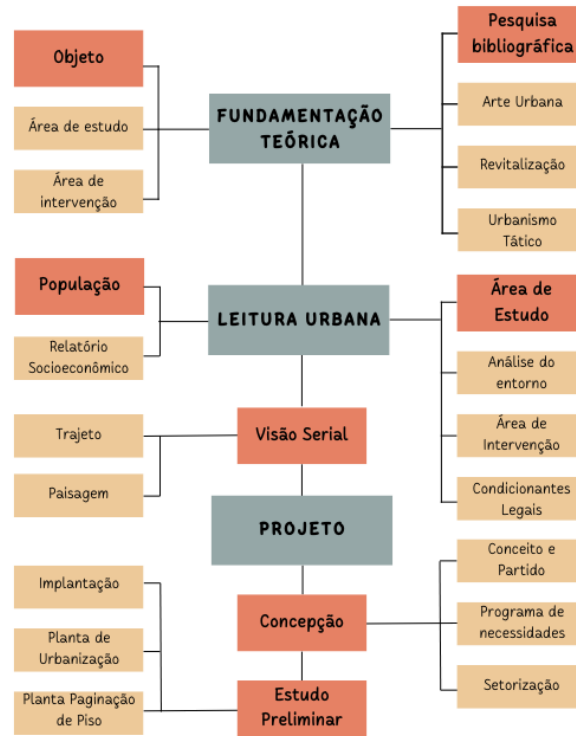 Objeto
Área de estudo
Área de
intervenção
FUNDAMENTAÇÃO
TEÓRICA
Pesquisa
bibliográfica
Arte Urbana
Revitalização
Urbanismo
Tático
População
Relatório
Socioeconômico
LEITURA URBANA
Área de
Estudo
Análise do
entorno
Área de
Intervenção
Condicionantes
Legais
Visão Serial
Trajeto
Paisagem
PROJETO
Concepção
Conceito e
Partido
Programa de
necessidades
Setorização
Estudo
Preliminar
Implantação
Planta de
Urbanização
Planta Paginação
de Piso